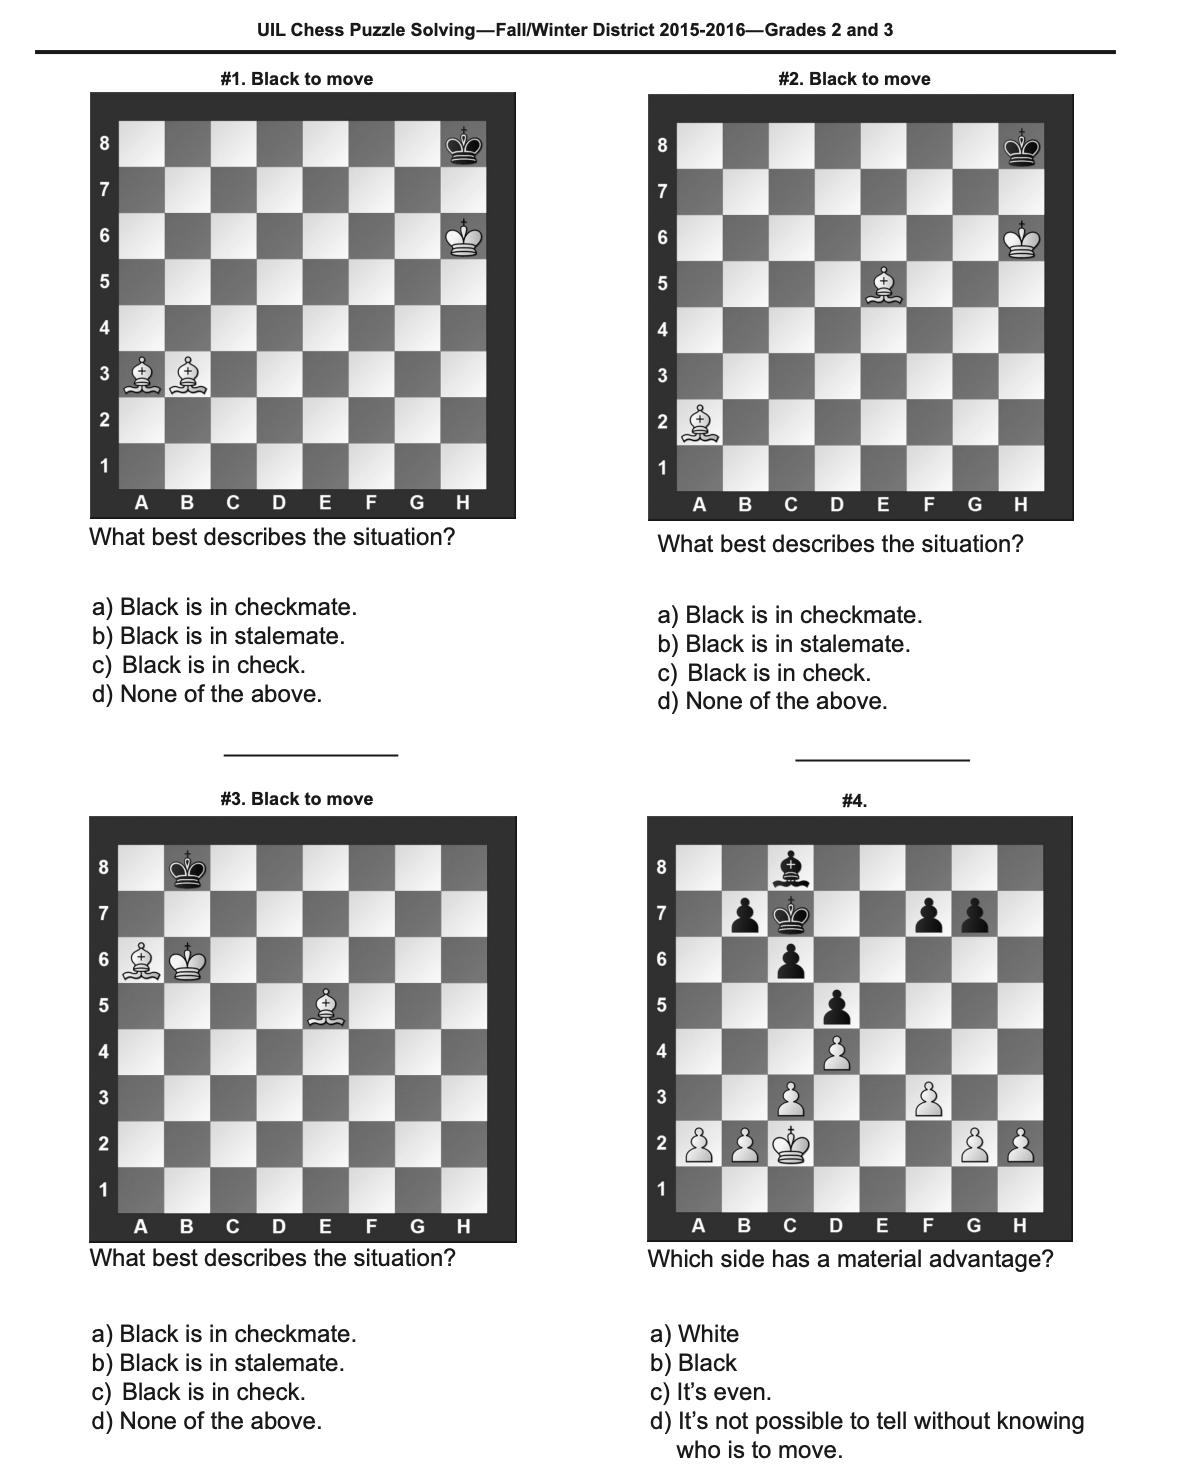 UIL Chess Puzzle Solving—Fall/Winter District 2015-2016—Grades 2 and 3
#1. Black to move
8
7
6
5
4
3
2
1
A B C D E F G H
What best describes the situation?
a) Black is in checkmate.
b) Black is in stalemate.
c) Black is in check.
d) None of the above.
#2. Black to move
8
7
6
5
4
3
2
1
A B C D E F G H
What best describes the situation?
a) Black is in checkmate.
b) Black is in stalemate.
c) Black is in check.
d) None of the above.
#3. Black to move
8
7
6
5
4
3
2
1
A B C D E F G H
What best describes the situation?
a) Black is in checkmate.
b) Black is in stalemate.
c) Black is in check.
d) None of the above.
#4.
8
7
6
5
4
3
2
1
A B C D E F G H
Which side has a material advantage?
a) White
b) Black
c) It’s even.
d) It’s not possible to tell without knowing
who is to move.